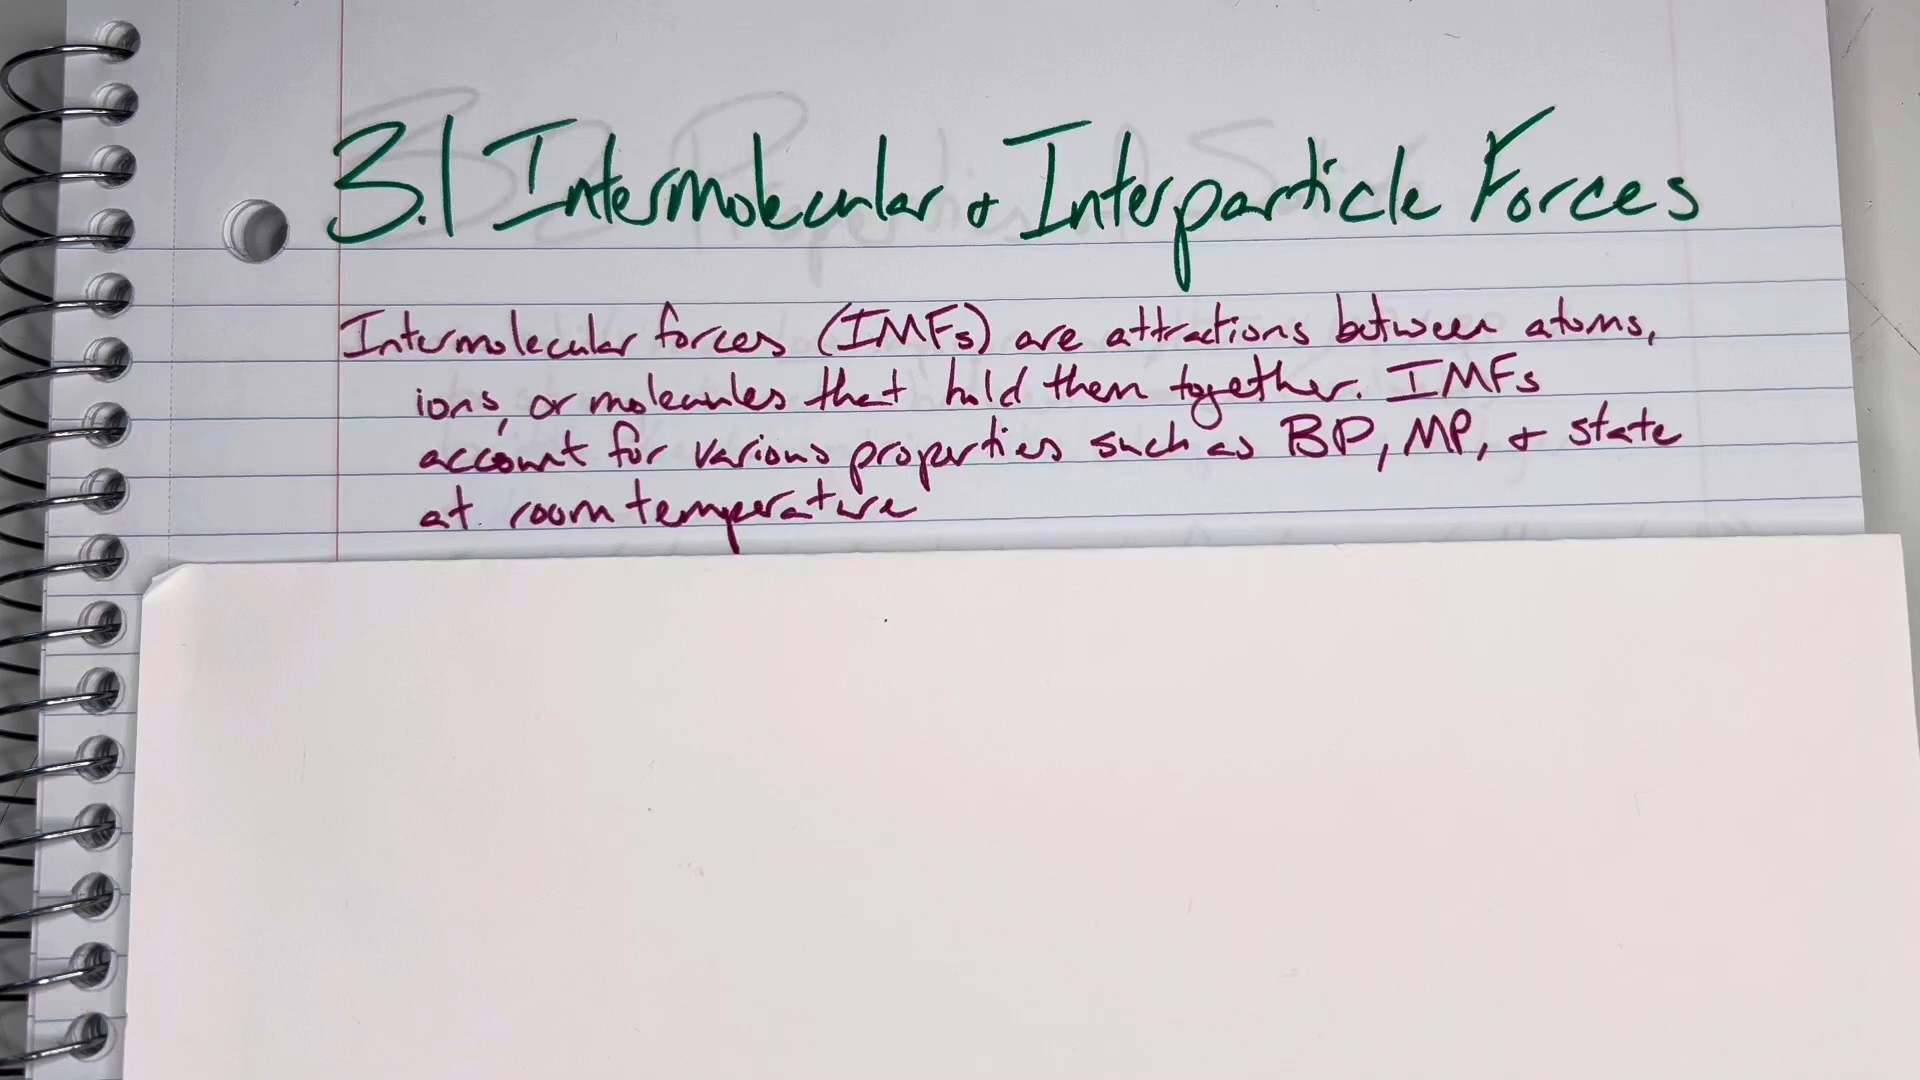 3.1 Intermolecular & Interparticle Forces
Intermolecular forces (IMFs) are attractions between atoms,
ions, or molecules that hold them together. IMFs
account for various properties such as BP, MP, & state
at room temperature